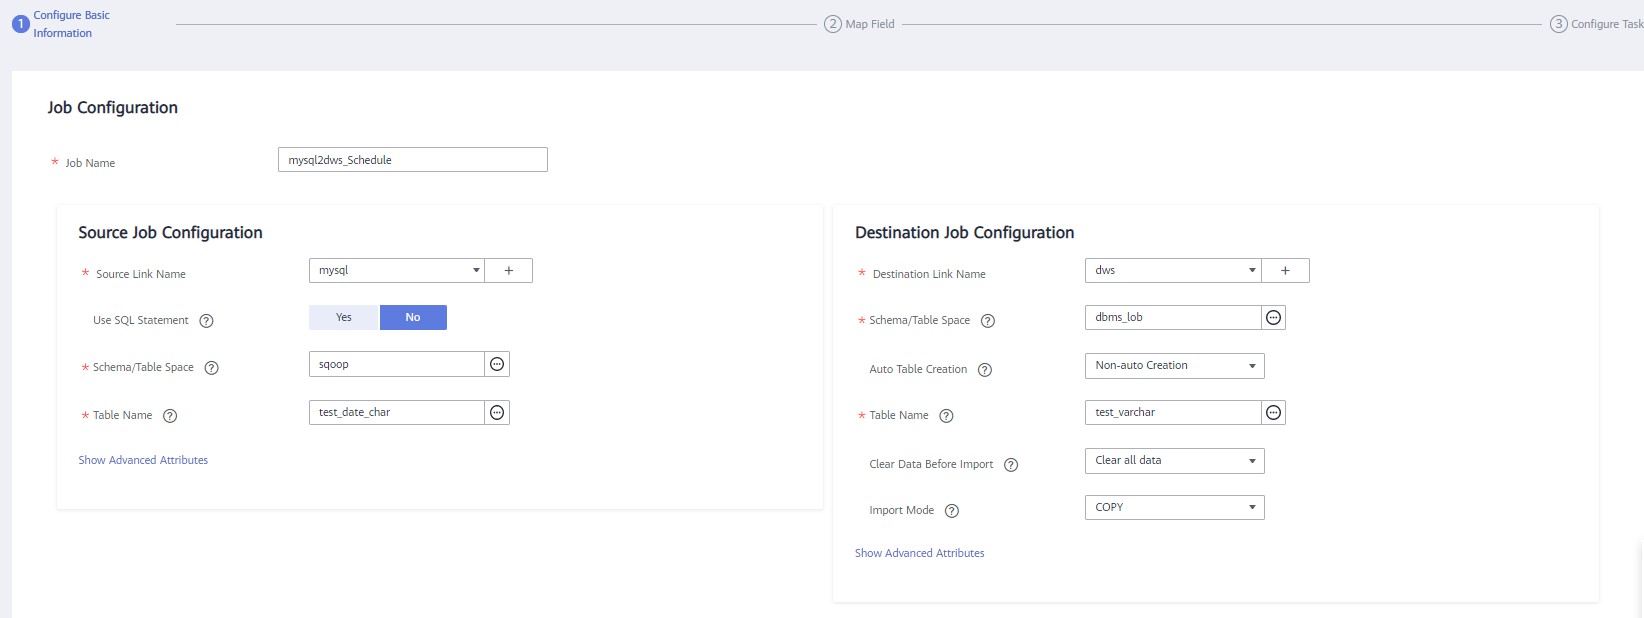 1 Configure Basic
Information
2 Map Field
3 Configure Task
Job Configuration
* Job Name mysql2dws_Schedule
Source Job Configuration
* Source Link Name mysql +
Use SQL Statement ? Yes No
* Schema/Table Space ? sqoop
* Table Name ? test_date_char
Show Advanced Attributes
Destination Job Configuration
* Destination Link Name dws +
* Schema/Table Space ? dbms_lob
Auto Table Creation ? Non-auto Creation
* Table Name ? test_varchar
Clear Data Before Import ? Clear all data
Import Mode ? COPY
Show Advanced Attributes